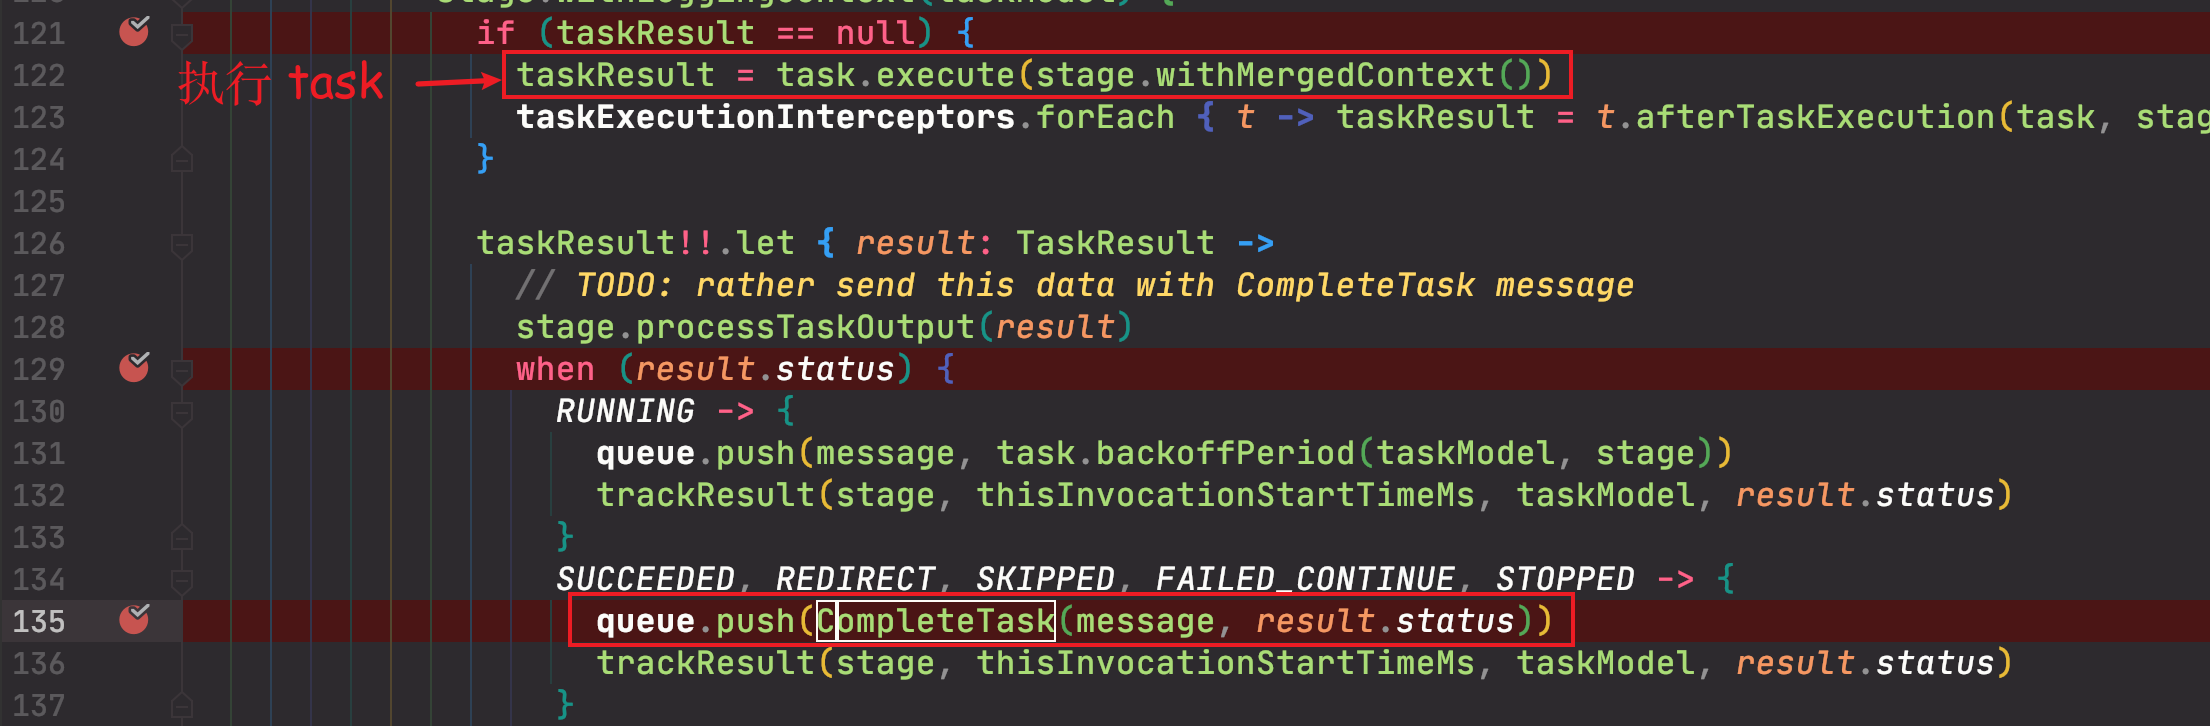 stage.withLoggingContext(taskModel) {
121 if (taskResult == null) {
122 taskResult = task.execute(stage.withMergedContext())
执行 task
123 taskExecutionInterceptors.forEach { t -> taskResult = t.afterTaskExecution(task, stag
124 }
125
126 taskResult!!.let { result: TaskResult ->
127 // TODO: rather send this data with CompleteTask message
128 stage.processTaskOutput(result)
129 when (result.status) {
130 RUNNING -> {
131 queue.push(message, task.backoffPeriod(taskModel, stage))
132 trackResult(stage, thisInvocationStartTimeMs, taskModel, result.status)
133 }
134 SUCCEEDED, REDIRECT, SKIPPED, FAILED_CONTINUE, STOPPED -> {
135 queue.push(CompleteTask(message, result.status))
136 trackResult(stage, thisInvocationStartTimeMs, taskModel, result.status)
137 }